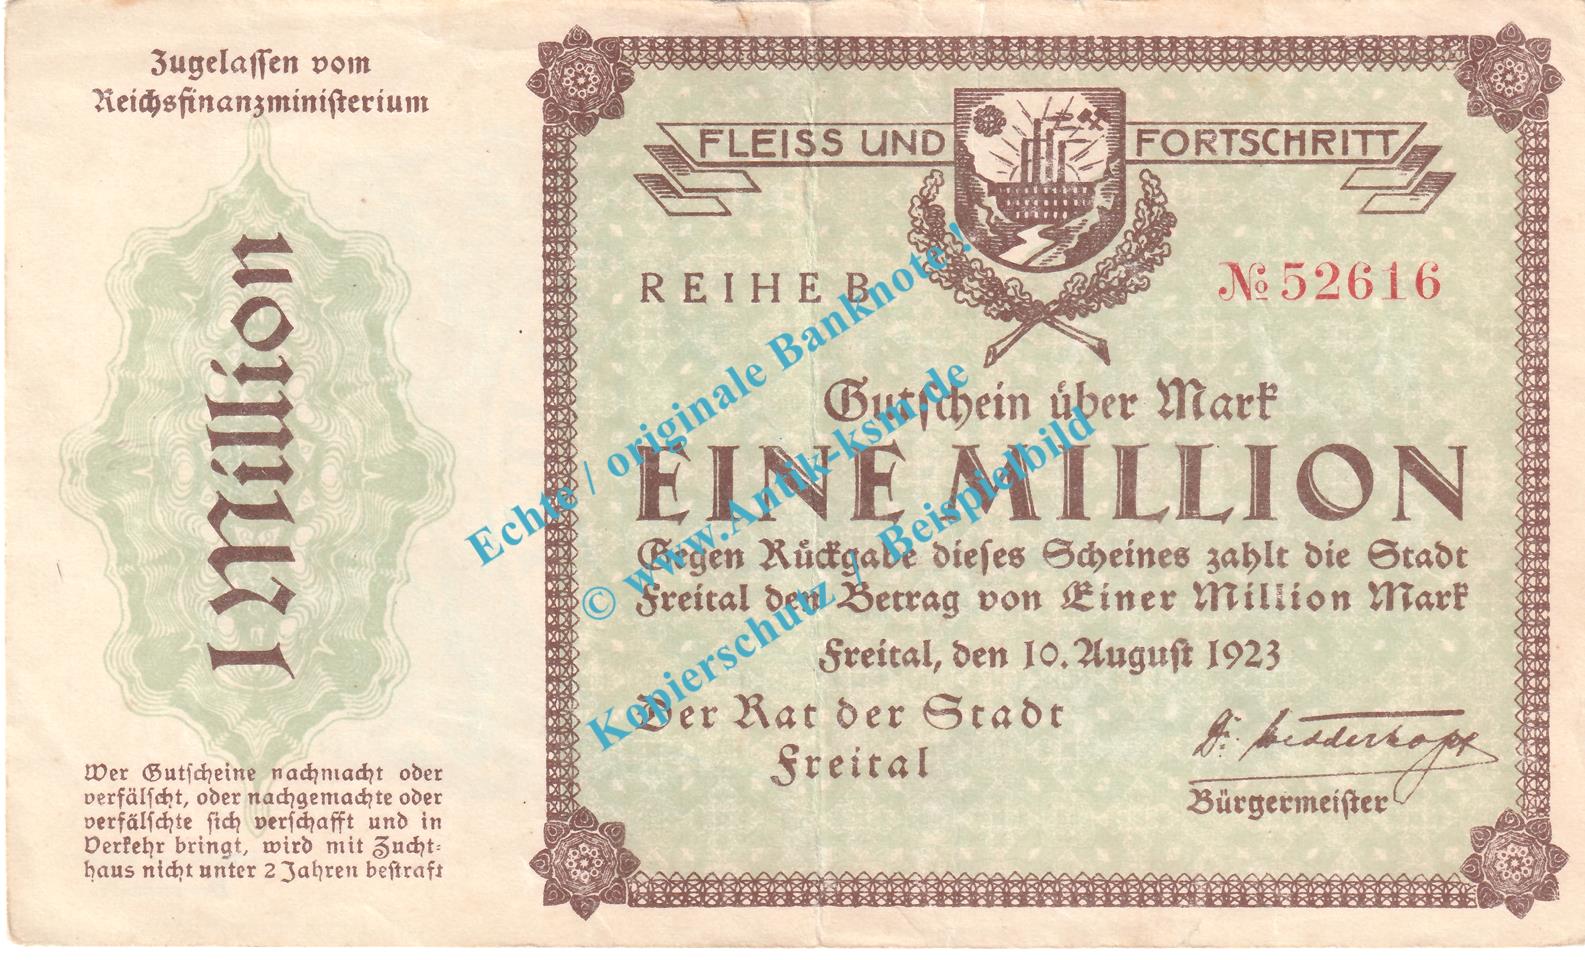 Zugelassen vom
Reichsfinanzministerium
1 Million
Wer Gutscheine nachmacht oder
verfälscht, oder nachgemachte oder
verfälschte sich verschafft und in
Verkehr bringt, wird mit Zucht-
haus nicht unter 2 Jahren bestraft
FLEISS UND FORTSCHRITT
REIHE B
№ 52616
Gutschein über Mark
EINE MILLION
Gegen Rückgabe dieses Scheines zahlt die Stadt
Freital den Betrag von Einer Million Mark
Freital, den 10. August 1923
Der Rat der Stadt
Freital
Dr. Wedderkopf
Bürgermeister
Echte / originale Banknote !
© www.Antik-ksm.de
Kopierschutz / Beispielbild